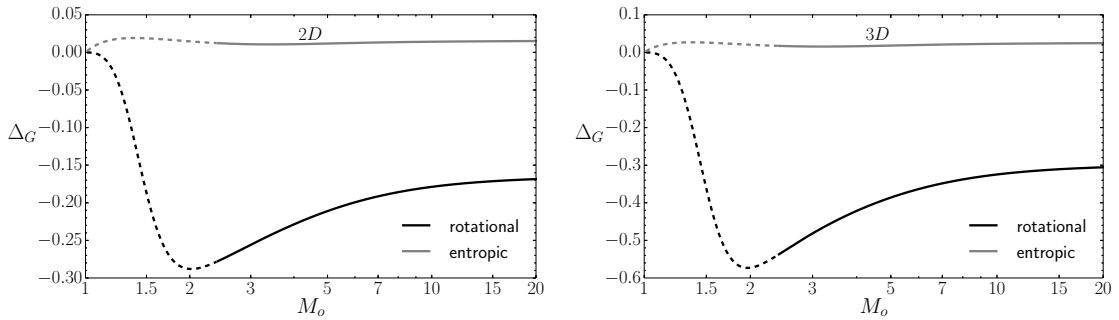 0.05
0.00
−0.05
−0.10
−0.15
−0.20
−0.25
−0.30
Δ_G
2D
rotational
entropic
1 1.5 2 3 5 7 10 15 20
M_o
0.1
0.0
−0.1
−0.2
−0.3
−0.4
−0.5
−0.6
Δ_G
3D
rotational
entropic
1 1.5 2 3 5 7 10 15 20
M_o